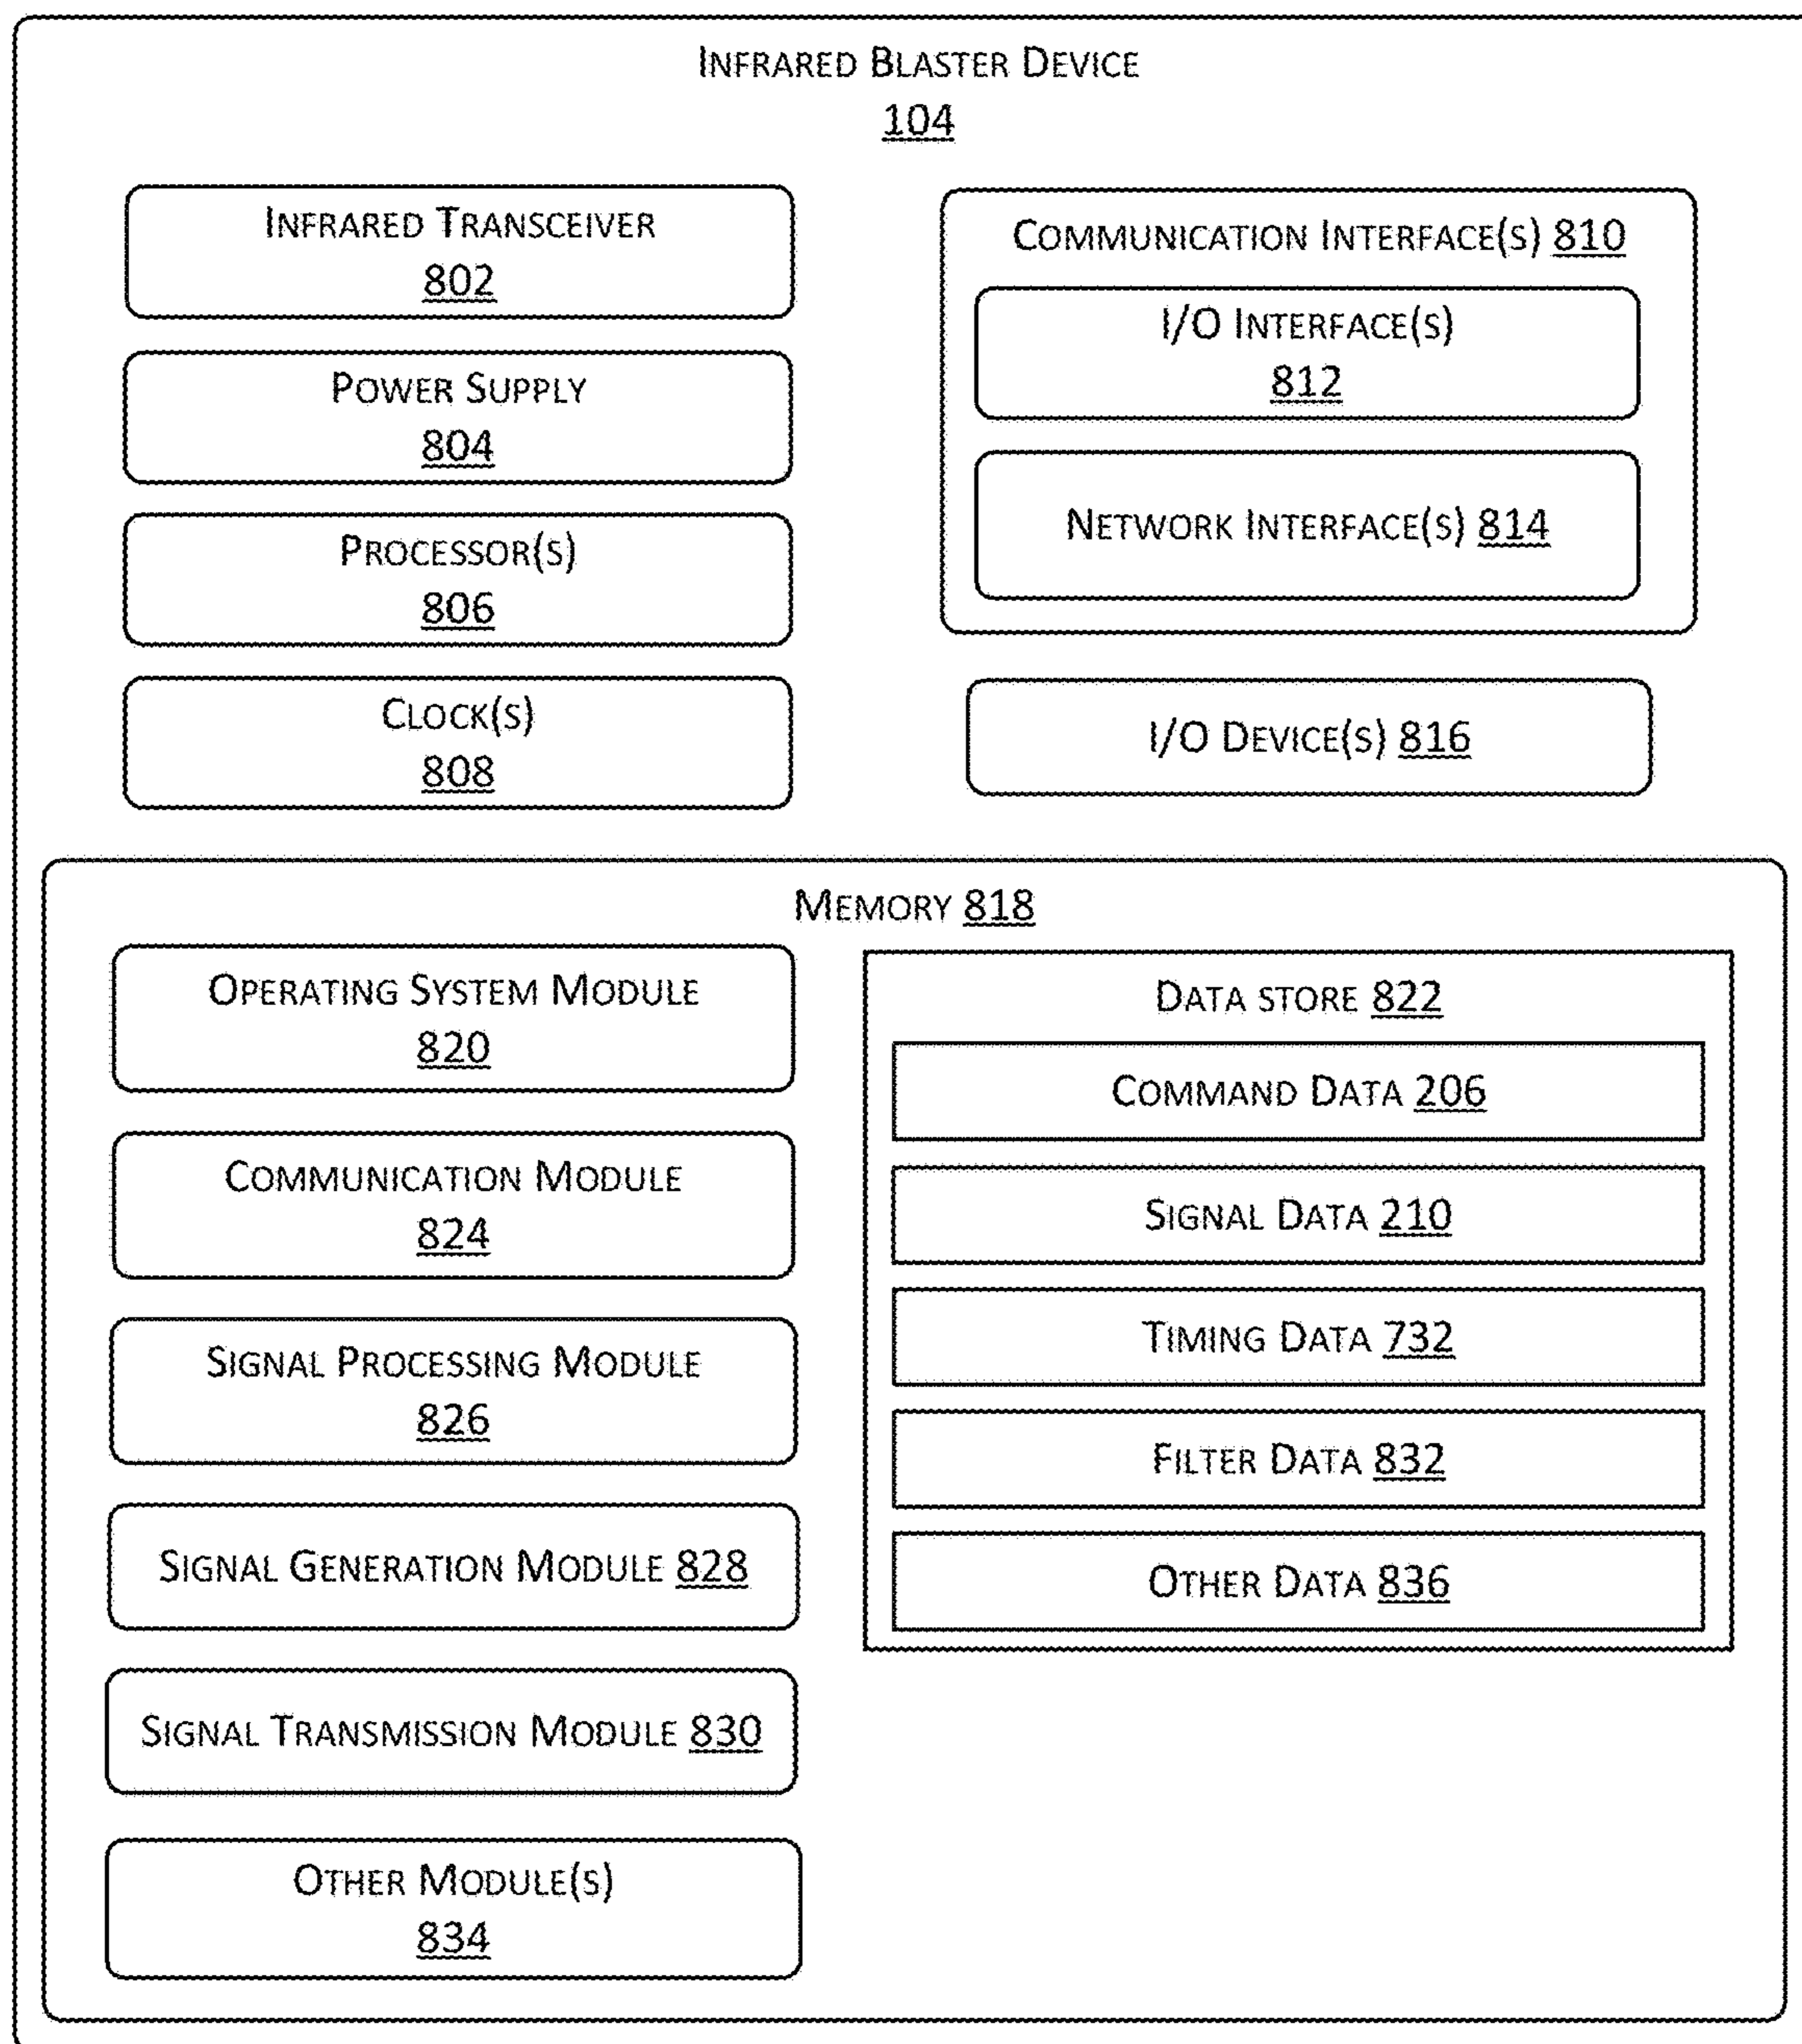 INFRARED BLASTER DEVICE
104
INFRARED TRANSCEIVER
802
POWER SUPPLY
804
PROCESSOR(S)
806
CLOCK(S)
808
COMMUNICATION INTERFACE(S) 810
I/O INTERFACE(S)
812
NETWORK INTERFACE(S) 814
I/O DEVICE(S) 816
MEMORY 818
OPERATING SYSTEM MODULE
820
COMMUNICATION MODULE
824
SIGNAL PROCESSING MODULE
826
SIGNAL GENERATION MODULE 828
SIGNAL TRANSMISSION MODULE 830
OTHER MODULE(S)
834
DATA STORE 822
COMMAND DATA 206
SIGNAL DATA 210
TIMING DATA 732
FILTER DATA 832
OTHER DATA 836